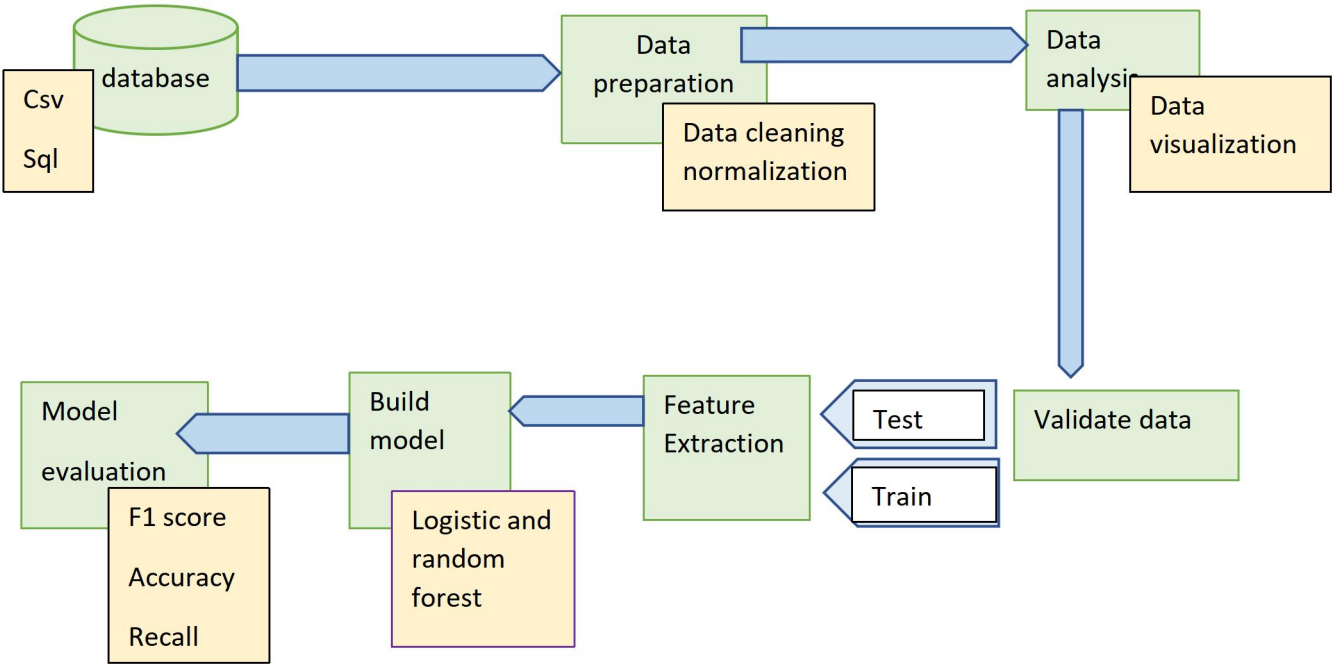 database
Csv
Sql
Data
preparation
Data cleaning
normalization
Data
analysis
Data
visualization
Validate data
Test
Train
Feature
Extraction
Build
model
Logistic and
random
forest
Model
evaluation
F1 score
Accuracy
Recall